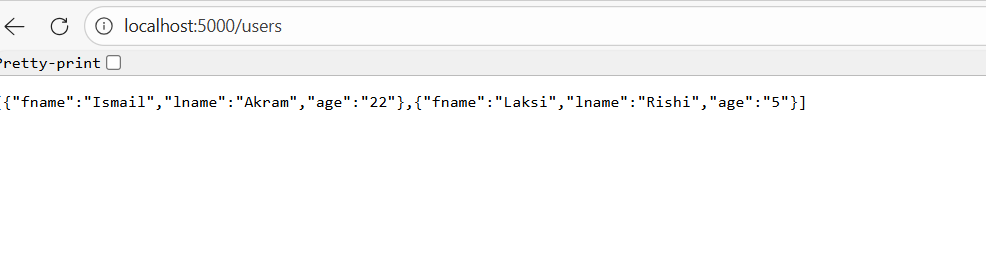 localhost:5000/users
Pretty-print
[{"fname":"Ismail","lname":"Akram","age":"22"},{"fname":"Laksi","lname":"Rishi","age":"5"}]